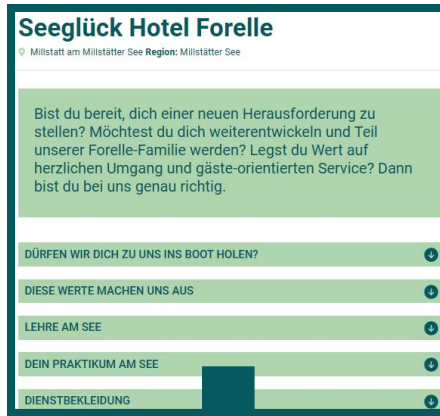 Seeglück Hotel Forelle
Millstatt am Millstätter See Region: Millstätter See
Bist du bereit, dich einer neuen Herausforderung zu
stellen? Möchtest du dich weiterentwickeln und Teil
unserer Forelle-Familie werden? Legst du Wert auf
herzlichen Umgang und gäste-orientierten Service? Dann
bist du bei uns genau richtig.
DÜRFEN WIR DICH ZU UNS INS BOOT HOLEN?
DIESE WERTE MACHEN UNS AUS
LEHRE AM SEE
DEIN PRAKTIKUM AM SEE
DIENSTBEKLEIDUNG